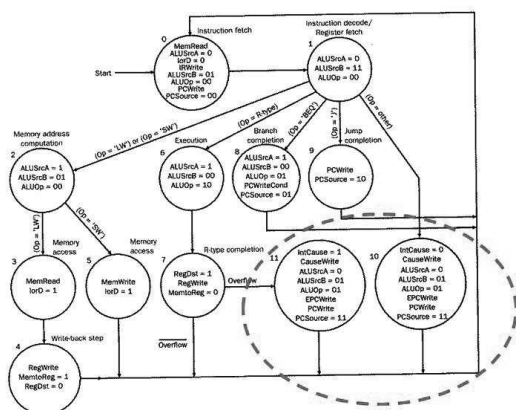 Instruction fetch
0
MemRead
ALUSrcA = 0
IorD = 0
IRWrite
ALUSrcB = 01
ALUOp = 00
PCWrite
PCSource = 00
Start
Instruction decode/
Register fetch
1
ALUSrcA = 0
ALUSrcB = 11
ALUOp = 00
(Op = 'LW') or (Op = 'SW')
(Op = R-type)
(Op = 'BEQ')
(Op = 'J')
(Op = other)
Memory address
computation
2
ALUSrcA = 1
ALUSrcB = 00
ALUOp = 00
Execution
6
ALUSrcA = 1
ALUSrcB = 00
ALUOp = 10
Branch
completion
8
ALUSrcA = 1
ALUSrcB = 00
ALUOp = 01
PCWriteCond
PCSource = 01
Jump
completion
9
PCWrite
PCSource = 10
(Op = 'LW')
(Op = 'SW')
Memory
access
3
MemRead
IorD = 1
Memory
access
5
MemWrite
IorD = 1
R-type completion
7
RegDst = 1
RegWrite
MemtoReg = 0
Overflow
Overflow
11
IntCause = 1
CauseWrite
ALUSrcA = 0
ALUSrcB = 01
ALUOp = 01
EPCWrite
PCWrite
PCSource = 11
10
IntCause = 0
CauseWrite
ALUSrcA = 0
ALUSrcB = 01
ALUOp = 01
EPCWrite
PCWrite
PCSource = 11
Write-back step
4
RegWrite
MemtoReg = 1
RegDst = 0